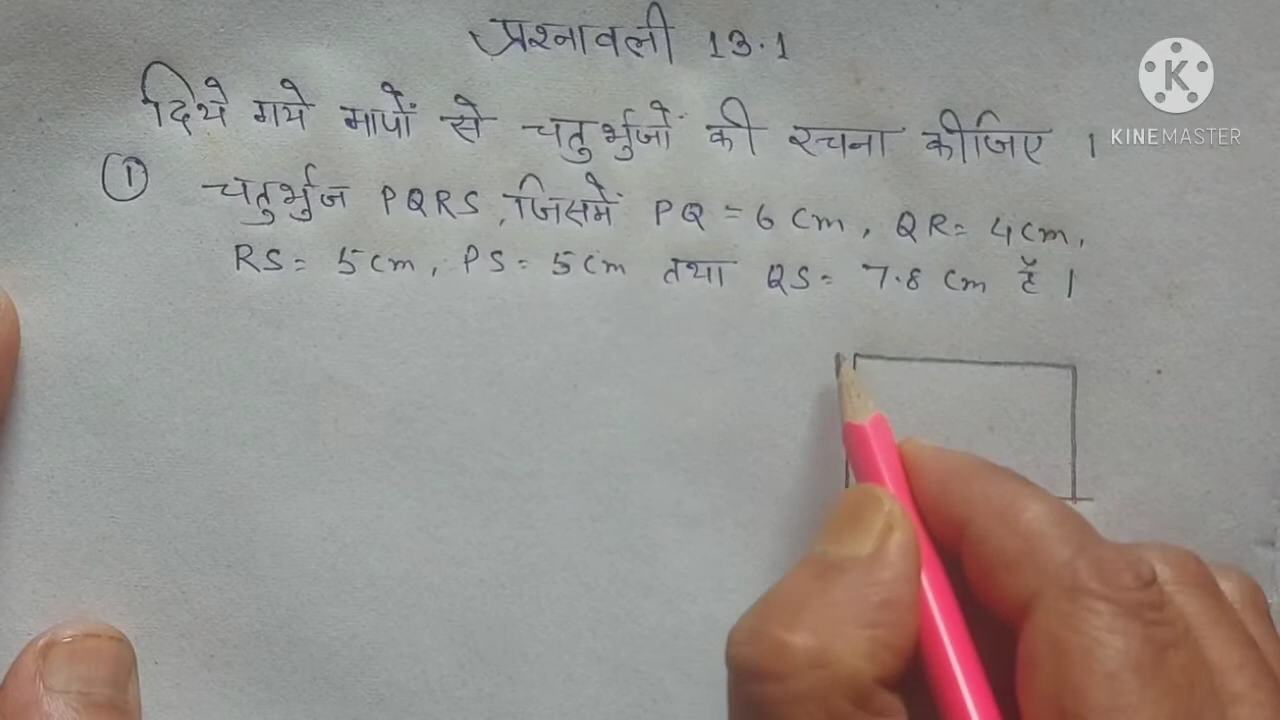 प्रश्नावली 13.1
दिये गये मापों से चतुर्भुजों की रचना कीजिए ।
① चतुर्भुज PQRS, जिसमें PQ = 6 cm, QR = 4 cm,
RS = 5 cm, PS = 5 cm तथा QS = 7.8 cm है ।
K
KINEMASTER